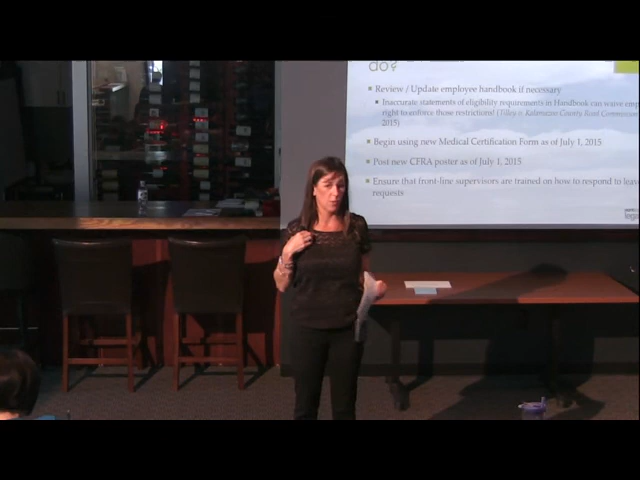 do?
Review / Update employee handbook if necessary
Inaccurate statements of eligibility requirements in Handbook can waive
right to enforce those restrictions! (Tilley v. Kalamazoo County Road Commission
2015)
Begin using new Medical Certification Form as of July 1, 2015
Post new CFRA poster as of July 1, 2015
Ensure that front-line supervisors are trained on how to respond to
requests